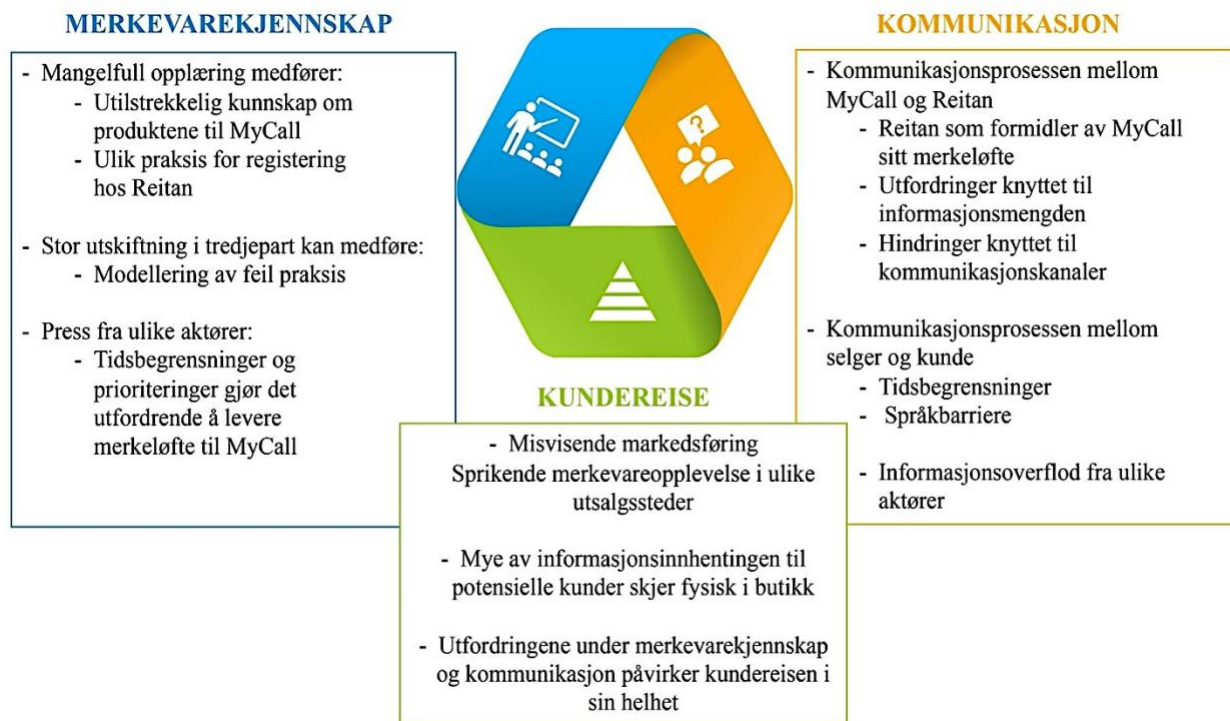 MERKEVAREKJENNSKAP
- Mangelfull opplæring medfører:
- Utilstrekkelig kunnskap om
produktene til MyCall
- Ulik praksis for registering
hos Reitan
- Stor utskiftning i tredjepart kan medføre:
- Modellering av feil praksis
- Press fra ulike aktører:
- Tidsbegrensninger og
prioriteringer gjør det
utfordrende å levere
merkeløfte til MyCall
?
KOMMUNIKASJON
- Kommunikasjonsprosessen mellom
MyCall og Reitan
- Reitan som formidler av MyCall
sitt merkeløfte
- Utfordringer knyttet til
informasjonsmengden
- Hindringer knyttet til
kommunikasjonskanaler
- Kommunikasjonsprosessen mellom
selger og kunde
- Tidsbegrensninger
- Språkbarriere
- Informasjonsoverflod fra ulike
aktører
KUNDEREISE
- Misvisende markedsføring
Sprikende merkevareopplevelse i ulike
utsalgssteder
- Mye av informasjonsinnhentingen til
potensielle kunder skjer fysisk i butikk
- Utfordringene under merkevarekjennskap
og kommunikasjon påvirker kundereisen i
sin helhet